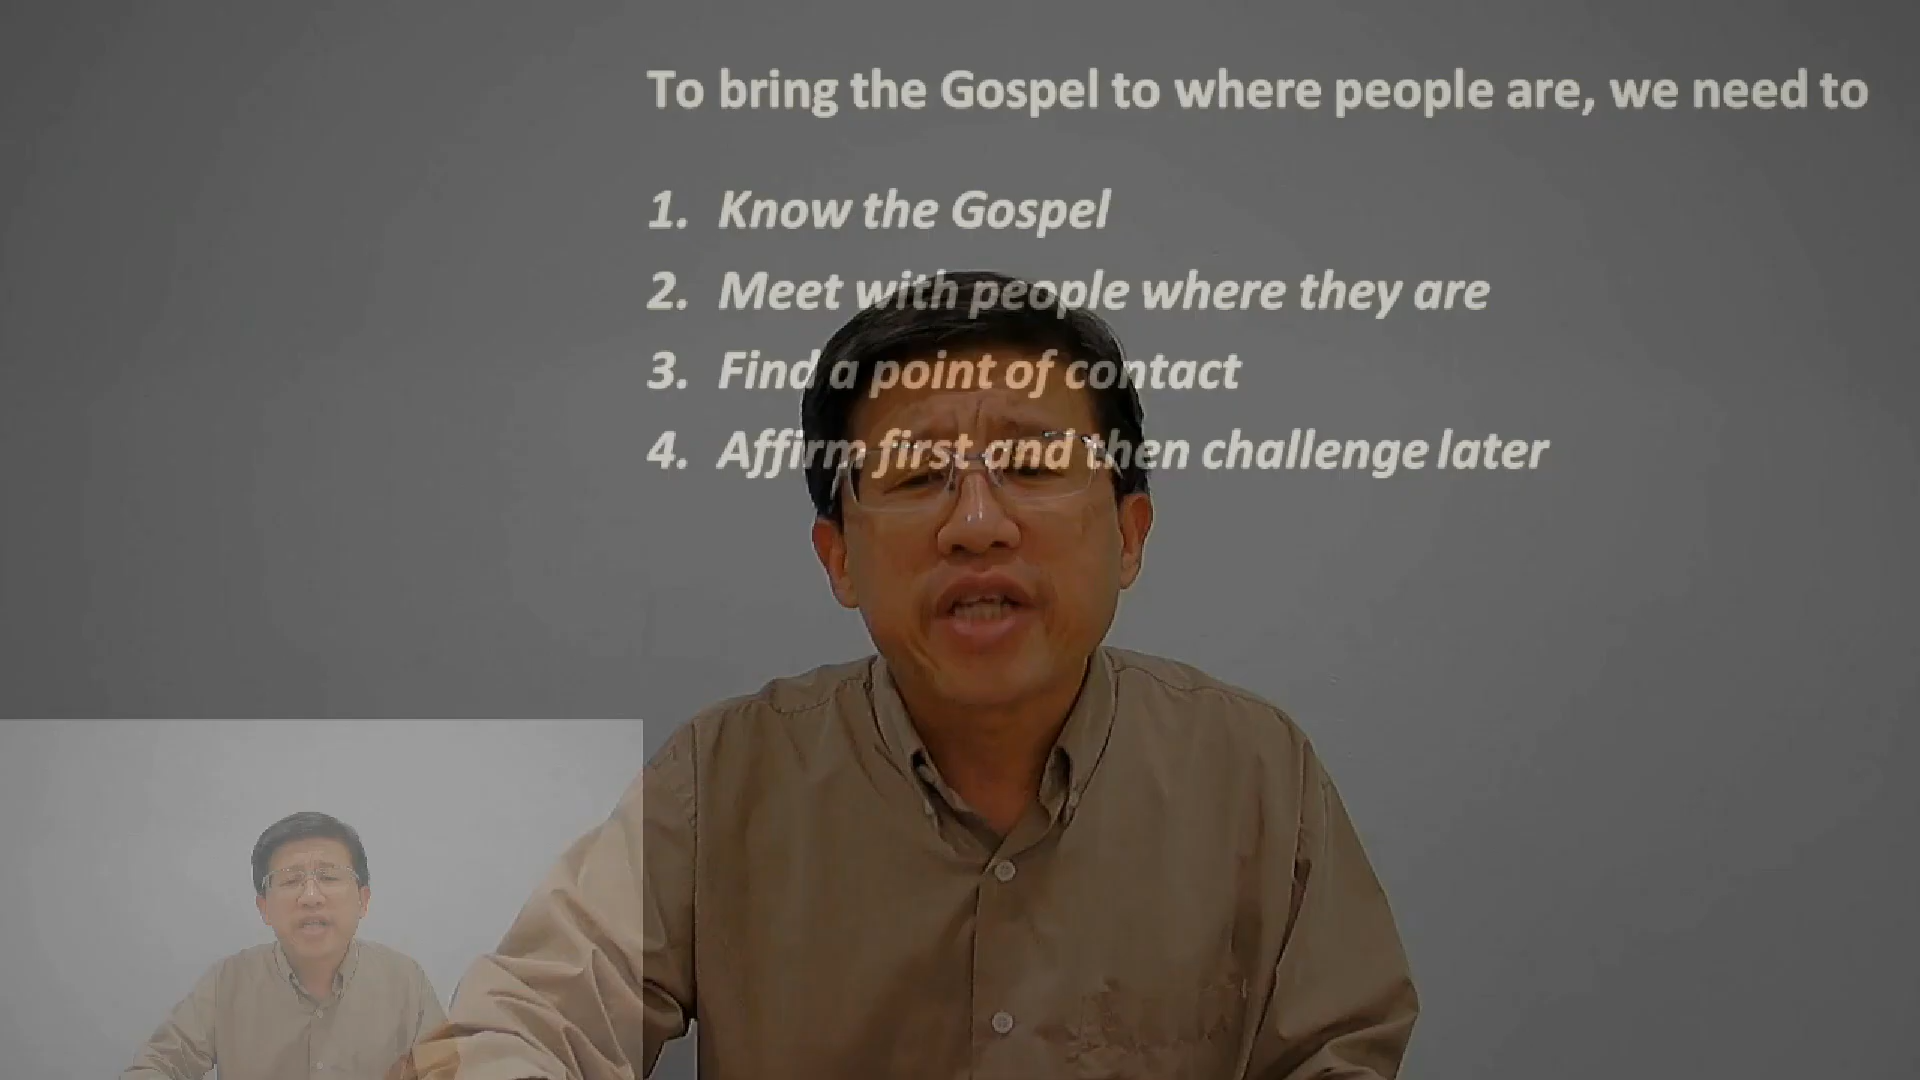 To bring the Gospel to where people are, we need to
1. Know the Gospel
2. Meet with people where they are
3. Find a point of contact
4. Affirm first and then challenge later